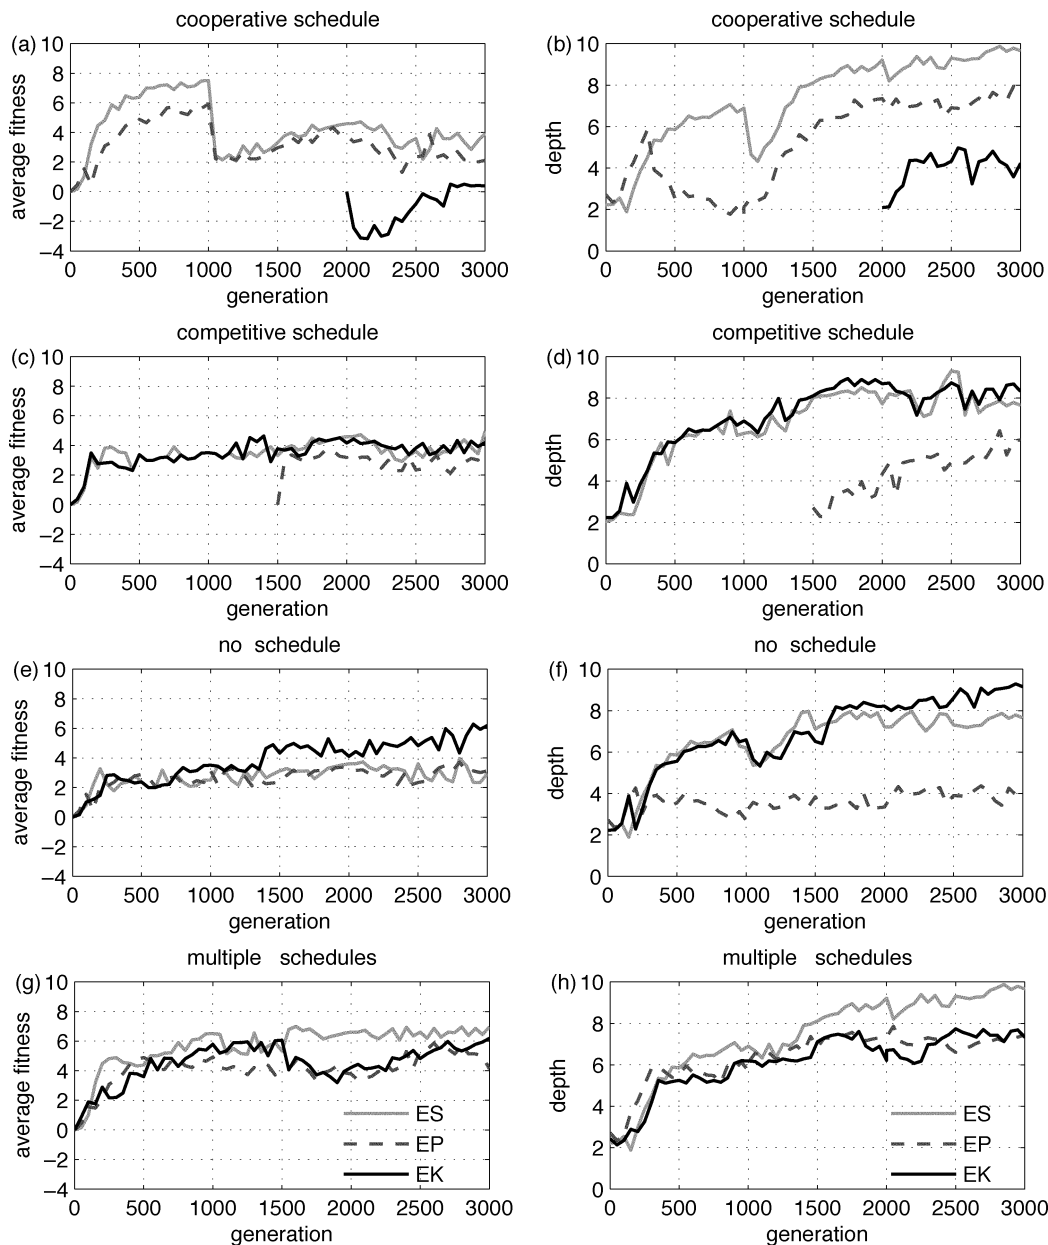 cooperative schedule
(a)
10
8
6
4
2
0
−2
−4
average fitness
0 500 1000 1500 2000 2500 3000
generation
cooperative schedule
(b)
10
8
6
4
2
0
depth
0 500 1000 1500 2000 2500 3000
generation
competitive schedule
(c)
10
8
6
4
2
0
−2
−4
average fitness
0 500 1000 1500 2000 2500 3000
generation
competitive schedule
(d)
10
8
6
4
2
0
depth
0 500 1000 1500 2000 2500 3000
generation
no schedule
(e)
10
8
6
4
2
0
−2
−4
average fitness
0 500 1000 1500 2000 2500 3000
generation
no schedule
(f)
10
8
6
4
2
0
depth
0 500 1000 1500 2000 2500 3000
generation
multiple schedules
(g)
10
8
6
4
2
0
−2
−4
average fitness
ES
EP
EK
0 500 1000 1500 2000 2500 3000
generation
multiple schedules
(h)
10
8
6
4
2
0
depth
ES
EP
EK
0 500 1000 1500 2000 2500 3000
generation